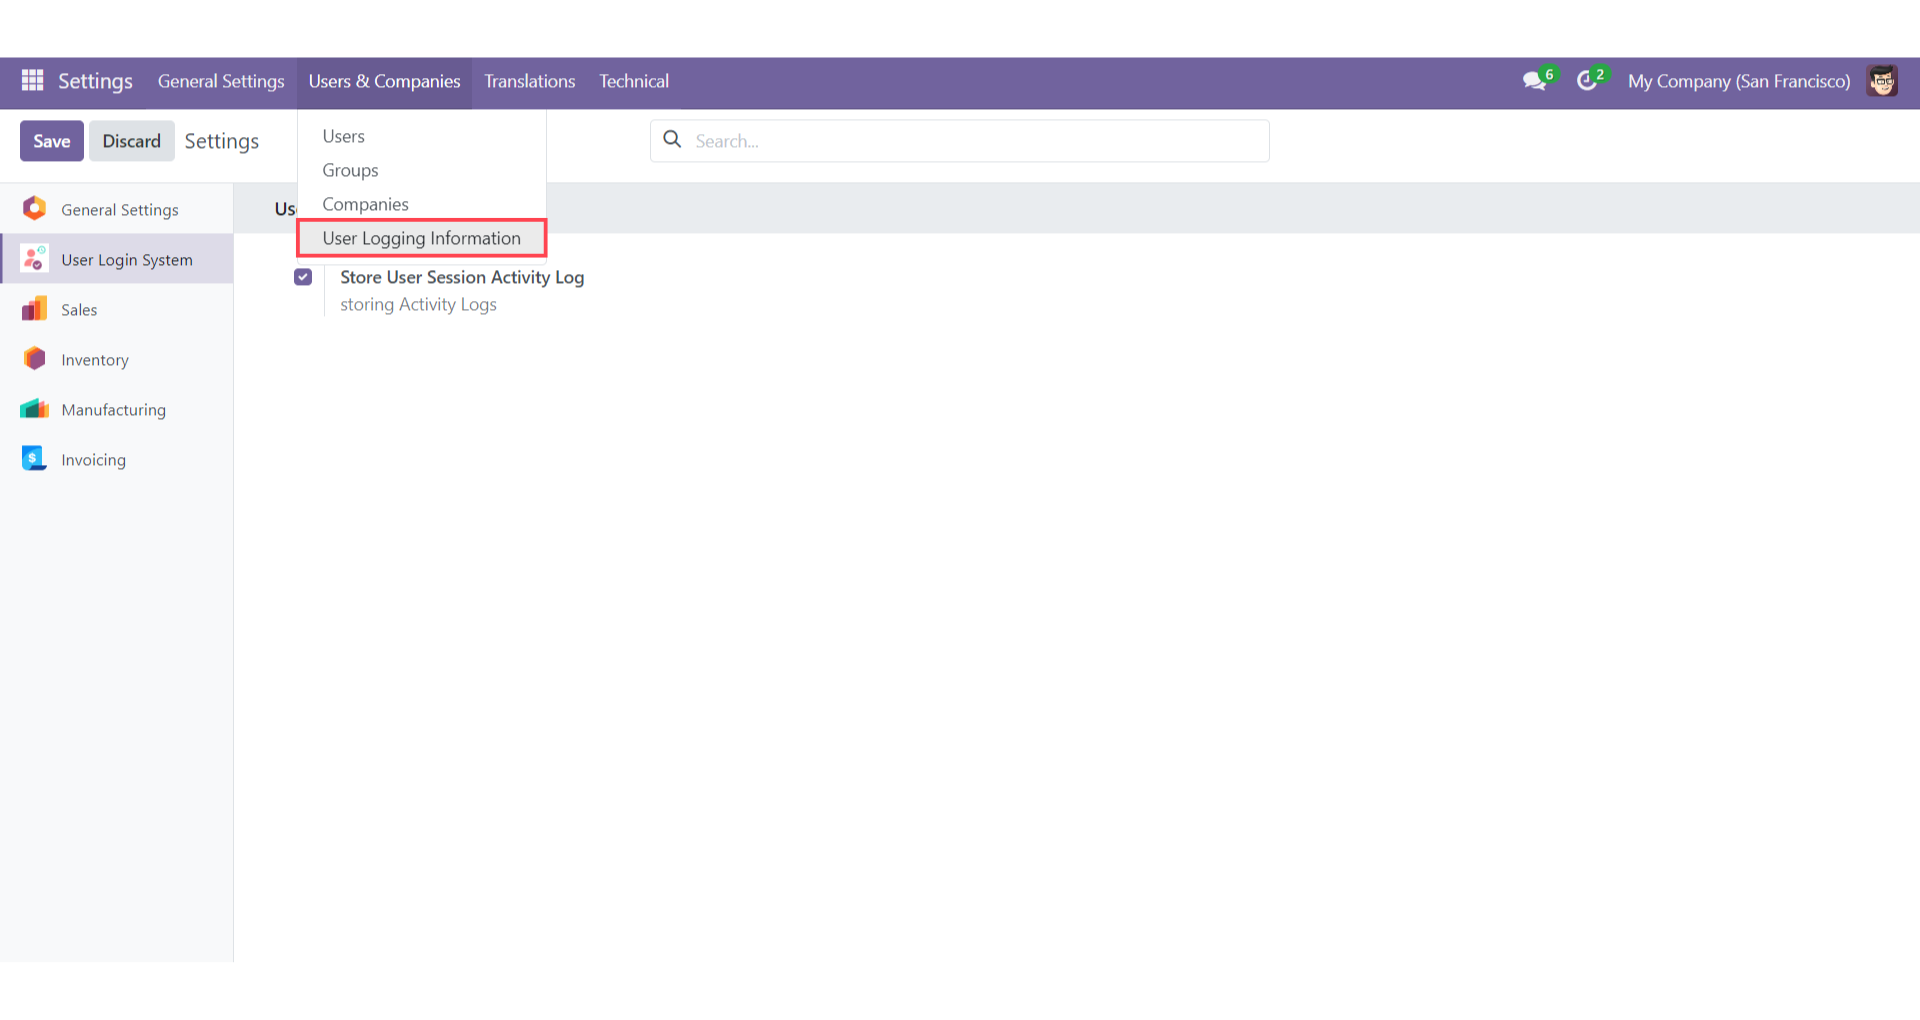 Settings General Settings Users & Companies Translations Technical 6 2 My Company (San Francisco)
Save Discard Settings Search...
Users
Groups
Companies
User Logging Information
General Settings
User Login System
Sales
Inventory
Manufacturing
$
Invoicing
Us
Store User Session Activity Log
storing Activity Logs